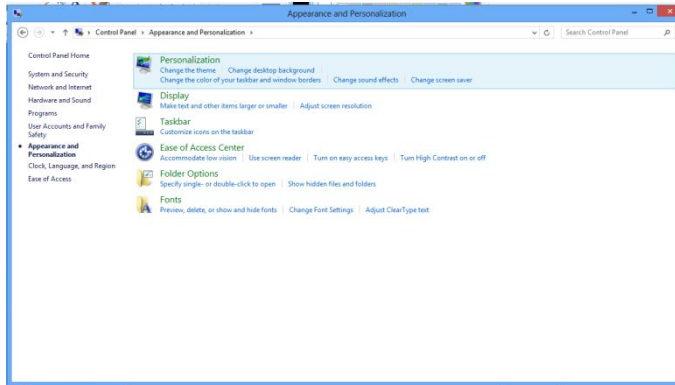 Appearance and Personalization
Control Panel Appearance and Personalization
Search Control Panel
Control Panel Home
System and Security
Network and Internet
Hardware and Sound
Programs
User Accounts and Family
Safety
Appearance and
Personalization
Clock, Language, and Region
Ease of Access
Personalization
Change the theme Change desktop background
Change the color of your taskbar and window borders Change sound effects Change screen saver
Display
Make text and other items larger or smaller Adjust screen resolution
Taskbar
Customize icons on the taskbar
Ease of Access Center
Accommodate low vision Use screen reader Turn on easy access keys Turn High Contrast on or off
Folder Options
Specify single- or double-click to open Show hidden files and folders
Fonts
Preview, delete, or show and hide fonts Change Font Settings Adjust ClearType text